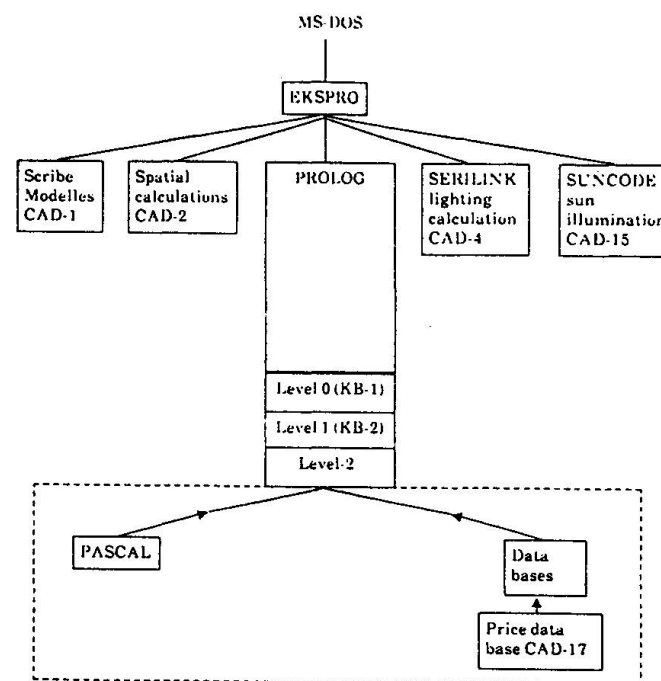 MS-DOS
EKSPRO
Scribe
Modelles
CAD-1
Spatial
calculations
CAD-2
PROLOG
SERILINK
lighting
calculation
CAD-4
SUNCODE
sun
illumination
CAD-15
Level 0 (KB-1)
Level 1 (KB-2)
Level-2
PASCAL
Data
bases
Price data
base CAD-17